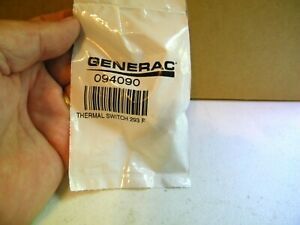 GENERAC
094090
THERMAL SWITCH 293 F